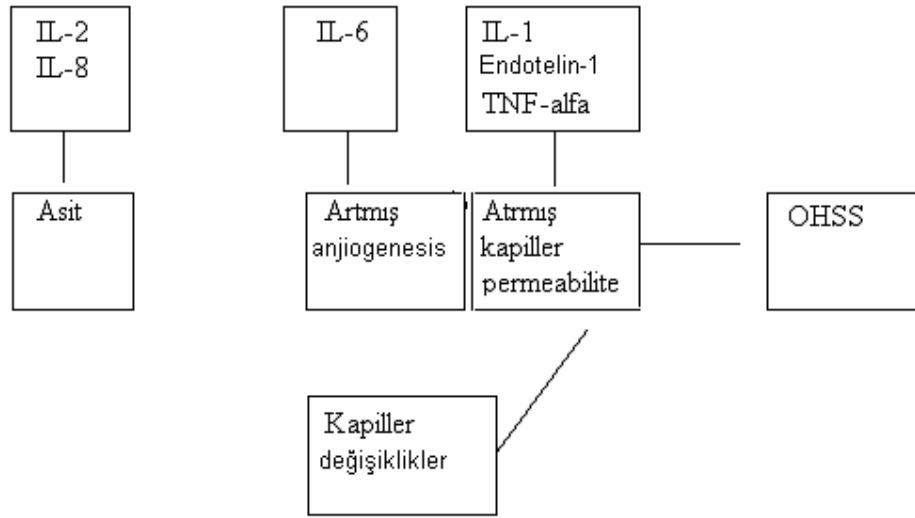 IL-2
IL-8
IL-6
IL-1
Endotelin-1
TNF-alfa
Asit
Artmış
anjiogenesis
Atrmış
kapiller
permeabilite
OHSS
Kapiller
değişiklikler